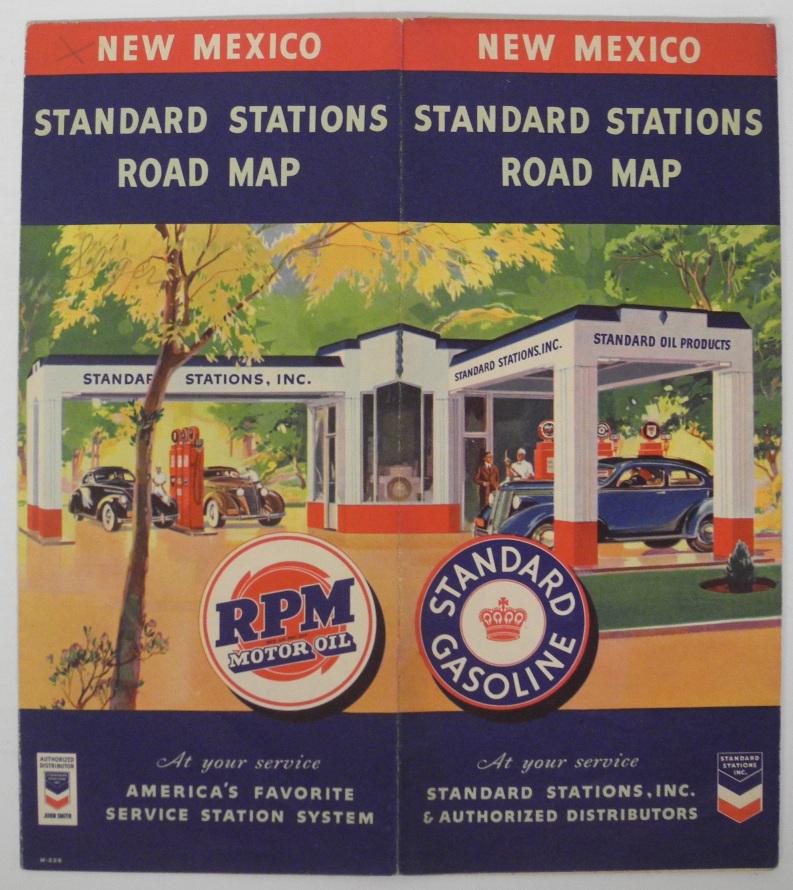 NEW MEXICO
STANDARD STATIONS
ROAD MAP
STANDAR STATIONS, INC.
RPM
MOTOR OIL
At your service
AMERICA'S FAVORITE
SERVICE STATION SYSTEM
AUTHORIZED
DISTRIBUTOR
JOHN SMITH
NEW MEXICO
STANDARD STATIONS
ROAD MAP
STANDARD STATIONS, INC.
STANDARD OIL PRODUCTS
STANDARD
GASOLINE
At your service
STANDARD STATIONS, INC.
& AUTHORIZED DISTRIBUTORS
STANDARD
STATIONS
INC.